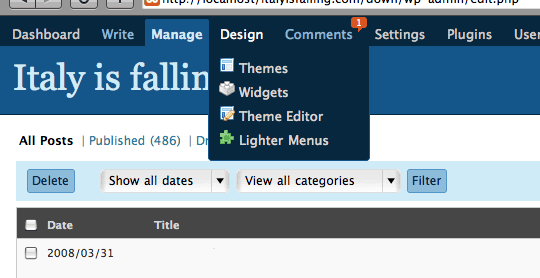 http://localhost/italyisfalling.com/down/wp-admin/edit.php
Dashboard Write Manage Design Comments 1 Settings Plugins User
Italy is fallin
Themes
Widgets
Theme Editor
Lighter Menus
All Posts | Published (486) | Dr
Delete Show all dates View all categories Filter
Date Title
2008/03/31